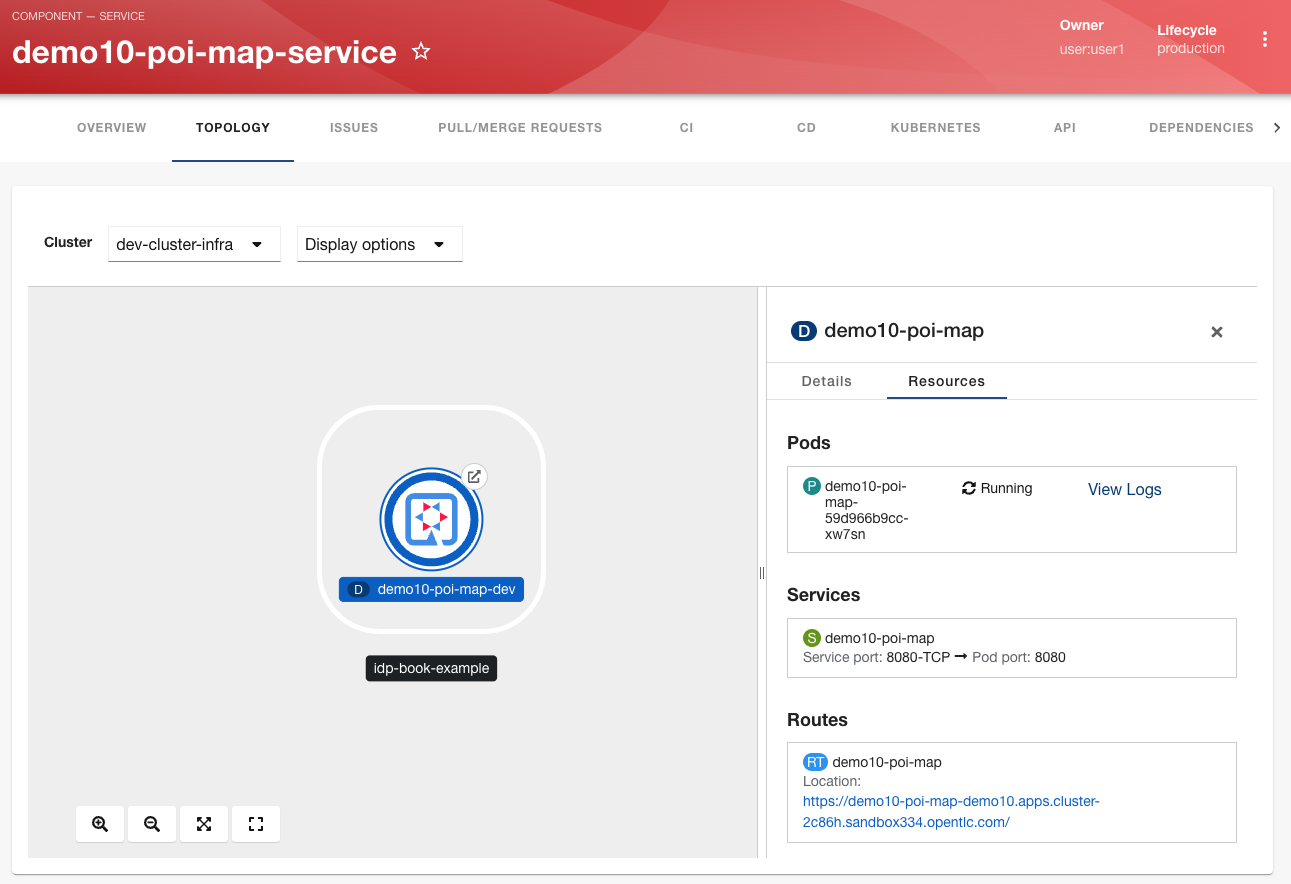 COMPONENT — SERVICE
demo10-poi-map-service
Owner
user:user1
Lifecycle
production
OVERVIEW
TOPOLOGY
ISSUES
PULL/MERGE REQUESTS
CI
CD
KUBERNETES
API
DEPENDENCIES
Cluster
dev-cluster-infra
Display options
D demo10-poi-map-dev
idp-book-example
D demo10-poi-map
Details
Resources
Pods
P demo10-poi-
map-
59d966b9cc-
xw7sn
Running
View Logs
Services
S demo10-poi-map
Service port: 8080-TCP ➞ Pod port: 8080
Routes
RT demo10-poi-map
Location:
https://demo10-poi-map-demo10.apps.cluster-
2c86h.sandbox334.opentlc.com/